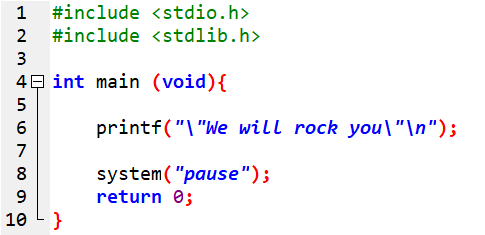 1 #include <stdio.h>
2 #include <stdlib.h>
3
4 int main (void){
5
6 printf("\"We will rock you\"\n");
7
8 system("pause");
9 return 0;
10 }